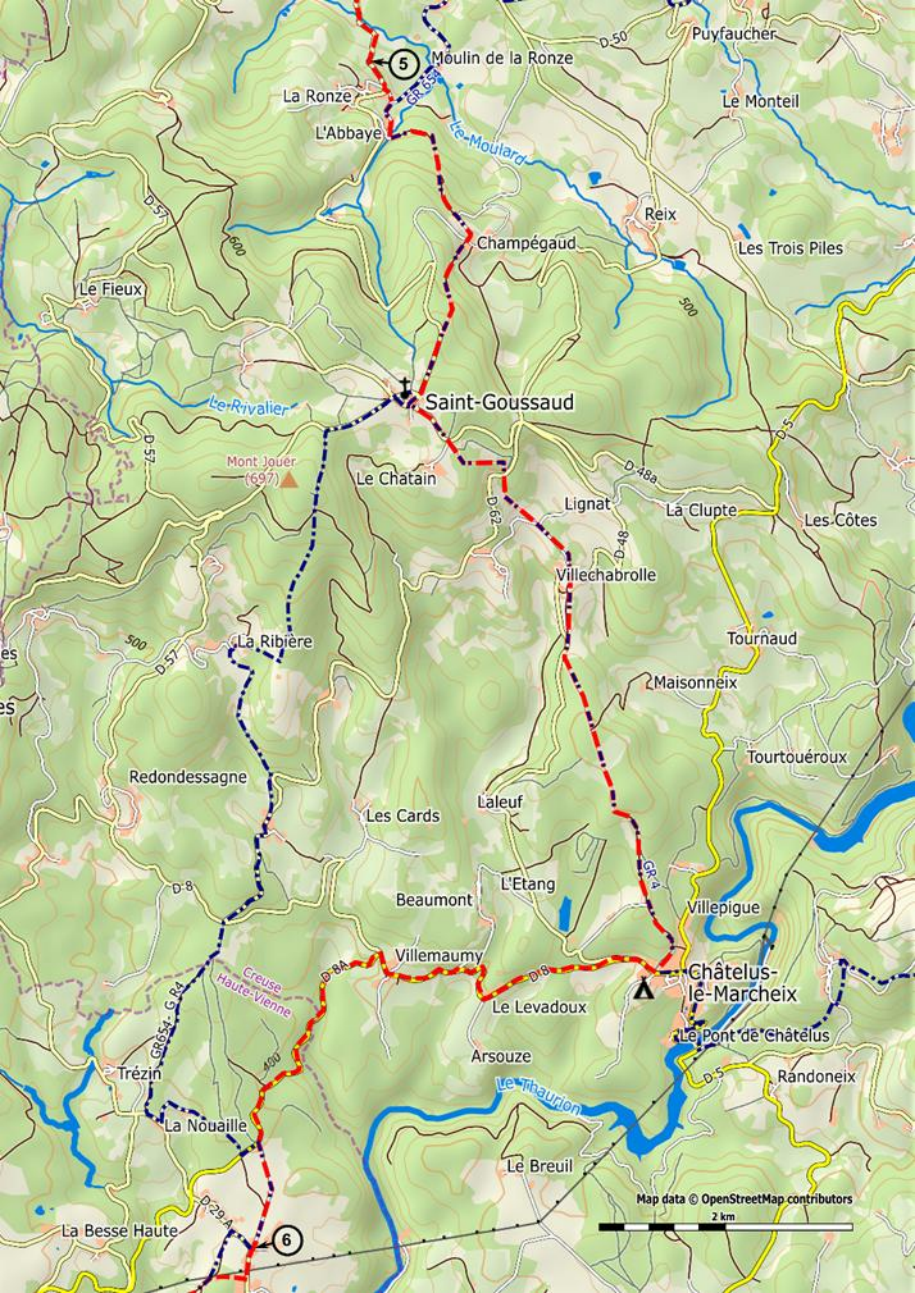 d
Puyfaucher
D-50
5
Moulin de la Ronze
La Ronze
GR 654
Le Monteil
L'Abbaye
Le Moulard
D-57
600
Reix
Champégaud
Les Trois Piles
Le Fieux
500
Le Rivalier
Saint-Goussaud
D-5
D-57
Mont Jouer
(697)
Le Chatain
D-48a
D-62
Lignat
La Clupte
Les Côtes
D-48
Villechabrolle
500
La Ribière
Tournaud
es
D-57
Maisonneix
es
Tourtouéroux
Redondessagne
Laleuf
Les Cards
GR 4
D-8
L'Etang
Beaumont
Villepigue
Villemaumy
D-8A
D-8
Creuse
Haute-Vienne
Châtelus-
le-Marcheix
GR654 - GR4
Le Levadoux
Le Pont de Châtelus
Arsouze
400
Trézin
D-5
Randoneix
Le Thaurion
La Nouaille
Le Breuil
Map data © OpenStreetMap contributors
2 km
D-29-A
La Besse Haute
6